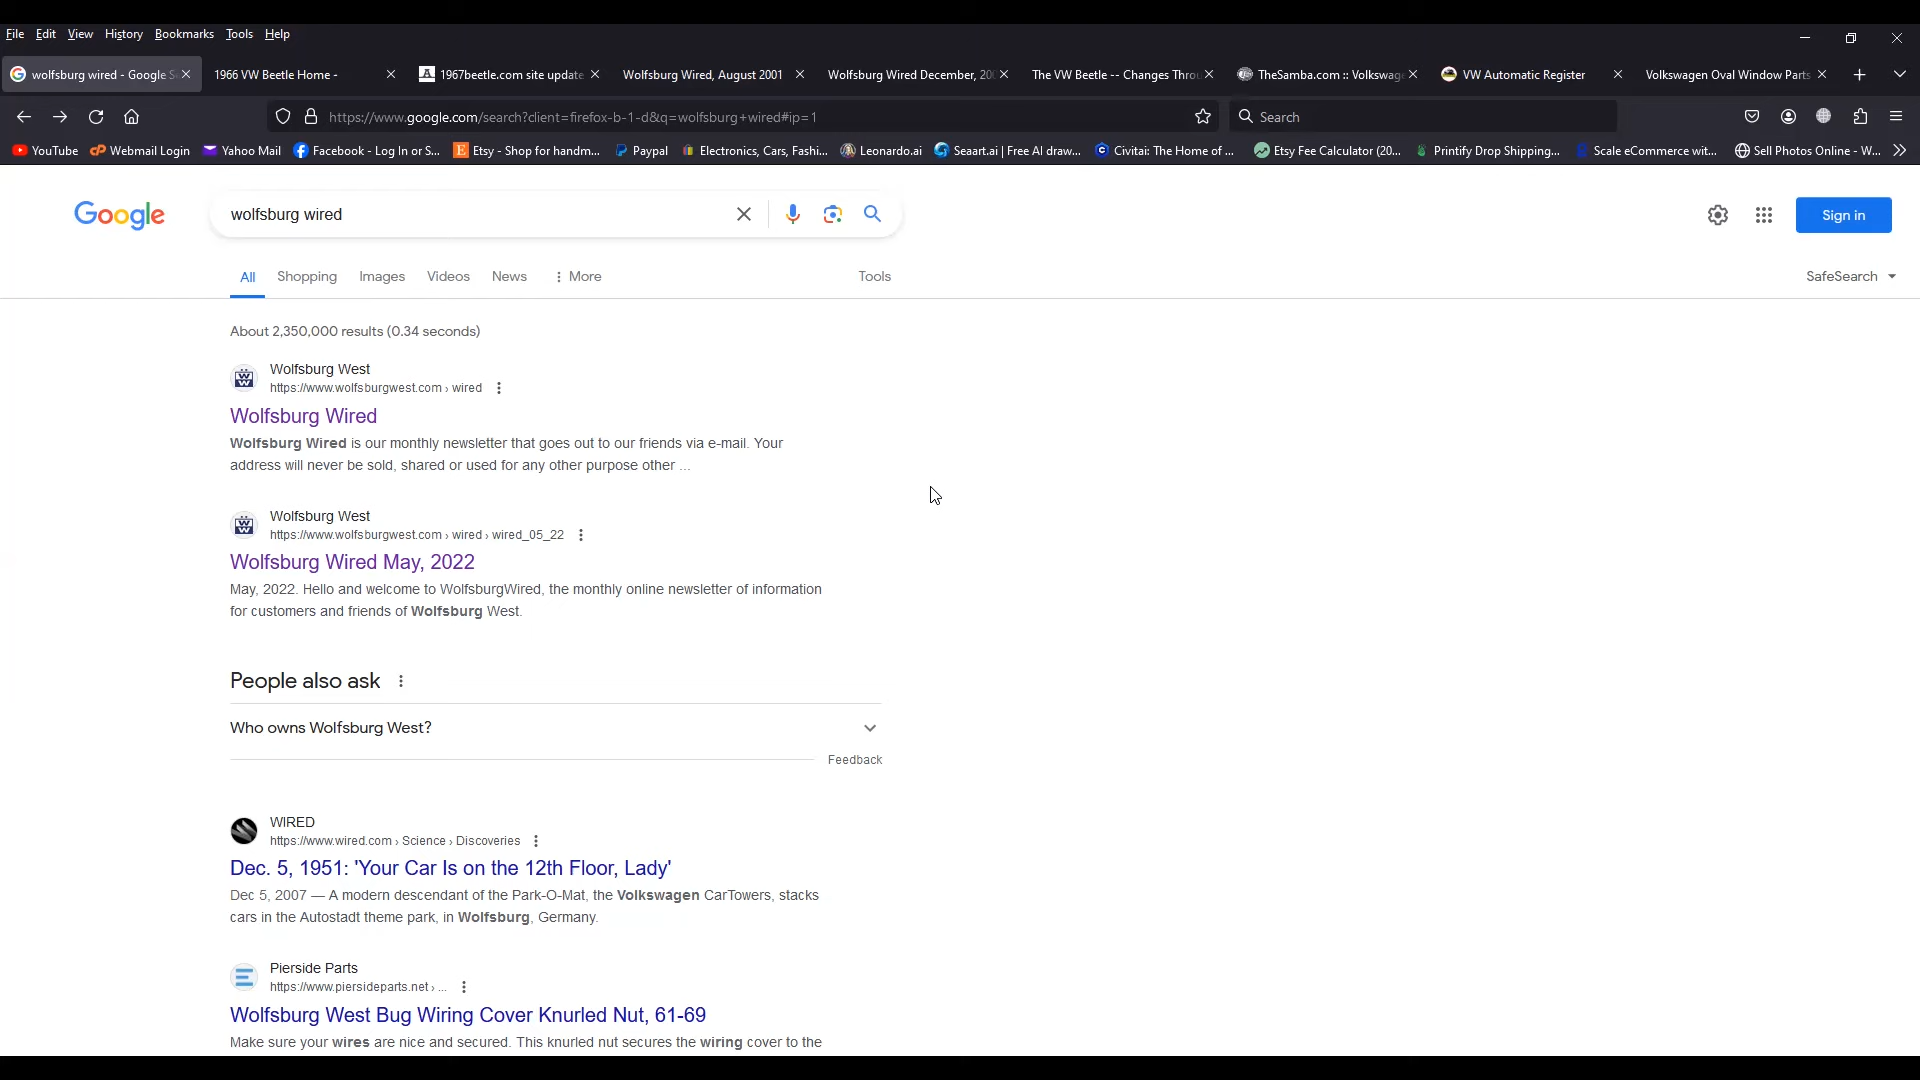 File Edit View History Bookmarks Tools Help
wolfsburg wired - Google S
1966 VW Beetle Home -
1967beetle.com site update
Wolfsburg Wired, August 2001
Wolfsburg Wired December, 20
The VW Beetle -- Changes Throu
TheSamba.com :: Volkswage
VW Automatic Register
Volkswagen Oval Window Parts
https://www.google.com/search?client=firefox-b-1-d&q=wolfsburg+wired#ip=1
Search
YouTube
Webmail Login
Yahoo Mail
Facebook - Log In or S...
Etsy - Shop for handm...
Paypal
Electronics, Cars, Fashi...
Leonardo.ai
Seaart.ai | Free AI draw...
Civitai: The Home of ...
Etsy Fee Calculator (20...
Printify Drop Shipping...
Scale eCommerce wit...
Sell Photos Online - W...
Google
wolfsburg wired
Sign in
All Shopping Images Videos News More Tools
SafeSearch
About 2,350,000 results (0.34 seconds)
Wolfsburg West
https://www.wolfsburgwest.com › wired
Wolfsburg Wired
Wolfsburg Wired is our monthly newsletter that goes out to our friends via e-mail. Your
address will never be sold, shared or used for any other purpose other ...
Wolfsburg West
https://www.wolfsburgwest.com › wired › wired_05_22
Wolfsburg Wired May, 2022
May, 2022. Hello and welcome to WolfsburgWired, the monthly online newsletter of information
for customers and friends of Wolfsburg West.
People also ask
Who owns Wolfsburg West?
Feedback
WIRED
https://www.wired.com › Science › Discoveries
Dec. 5, 1951: 'Your Car Is on the 12th Floor, Lady'
Dec 5, 2007 — A modern descendant of the Park-O-Mat, the Volkswagen CarTowers, stacks
cars in the Autostadt theme park, in Wolfsburg, Germany.
Pierside Parts
https://www.piersideparts.net › ...
Wolfsburg West Bug Wiring Cover Knurled Nut, 61-69
Make sure your wires are nice and secured. This knurled nut secures the wiring cover to the